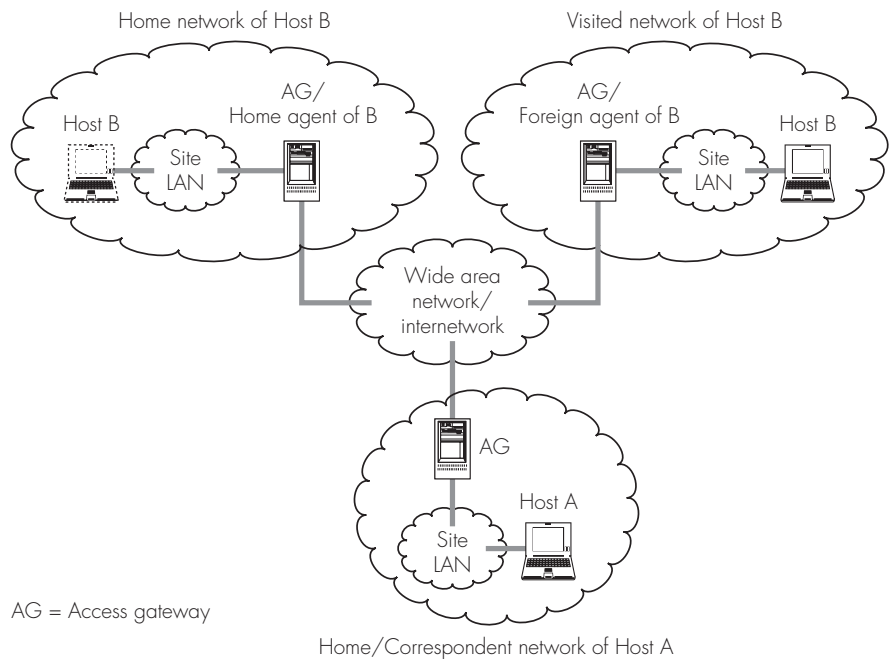 Home network of Host B
Visited network of Host B
AG/
Home agent of B
Host B
Site
LAN
AG/
Foreign agent of B
Site
LAN
Host B
Wide area
network/
internetwork
AG
Host A
Site
LAN
AG = Access gateway
Home/Correspondent network of Host A